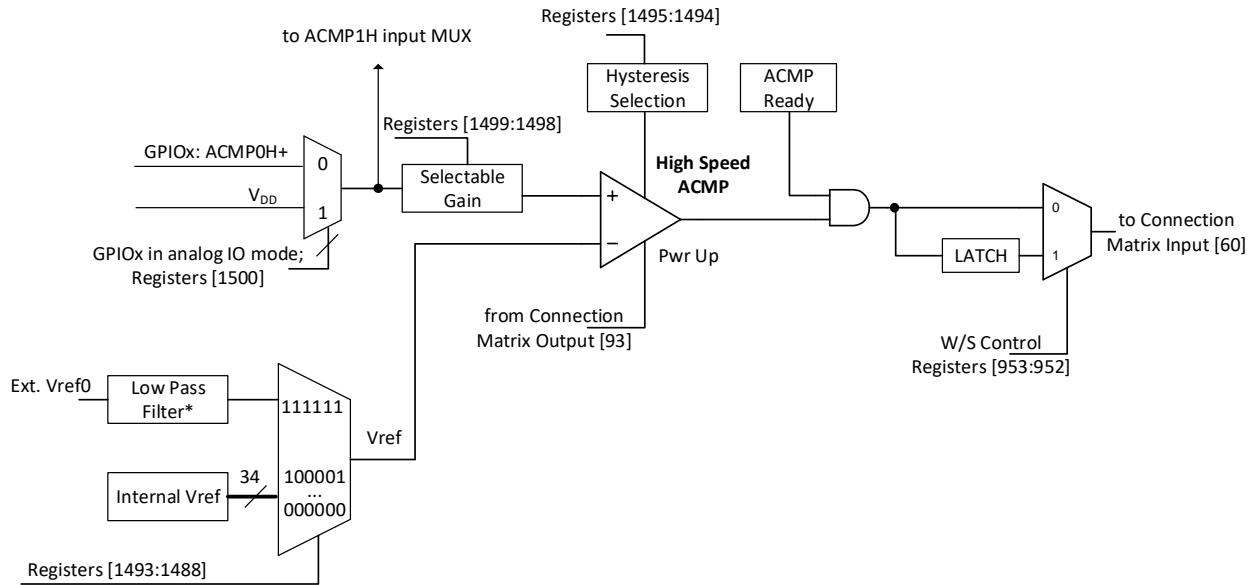 Registers [1495:1494]
to ACMP1H input MUX
Hysteresis
Selection
ACMP
Ready
Registers [1499:1498]
GPIOx: ACMP0H+
0
High Speed
ACMP
Selectable
Gain
+
VDD
1
0
to Connection
Matrix Input [60]
GPIOx in analog IO mode;
Registers [1500]
−
Pwr Up
LATCH
1
from Connection
Matrix Output [93]
W/S Control
Registers [953:952]
Ext. Vref0
Low Pass
Filter*
111111
Vref
Internal Vref
34
100001
...
000000
Registers [1493:1488]